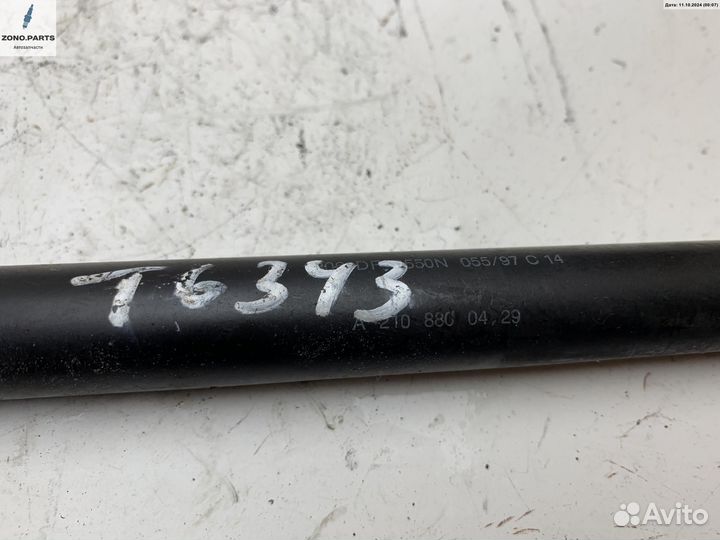 ZONO.PARTS
Автозапчасти
Дата: 11.10.2024 (09:07)
550N 055/97 C 14
T6393
A 210 880 04,29
Avito